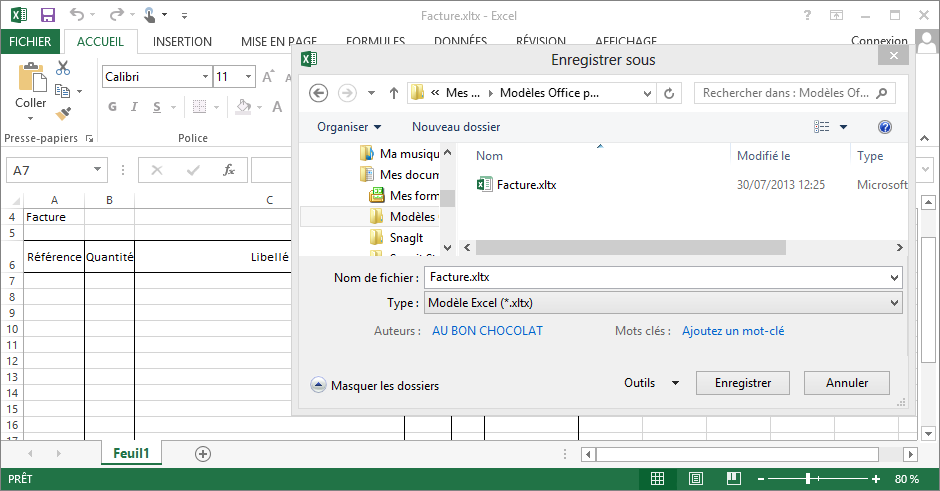 Facture.xltx - Excel
FICHIER ACCUEIL INSERTION MISE EN PAGE FORMULES DONNÉES RÉVISION AFFICHAGE Connexion
Coller
Calibri 11
G I S
Presse-papiers Police
A7
A B C
4 Facture
5
6 Référence Quantité Libellé
7
8
9
10
11
12
13
14
15
16
17
Feuil1
PRÊT 80 %
Enregistrer sous
Mes ... Modèles Office p... Rechercher dans : Modèles Of...
Organiser Nouveau dossier
Nom Modifié le Type
Ma musiqu
Mes docum
Mes form
Modèles
SnagIt
Facture.xltx 30/07/2013 12:25 Microsoft
Nom de fichier : Facture.xltx
Type : Modèle Excel (*.xltx)
Auteurs : AU BON CHOCOLAT Mots clés : Ajoutez un mot-clé
Masquer les dossiers Outils Enregistrer Annuler